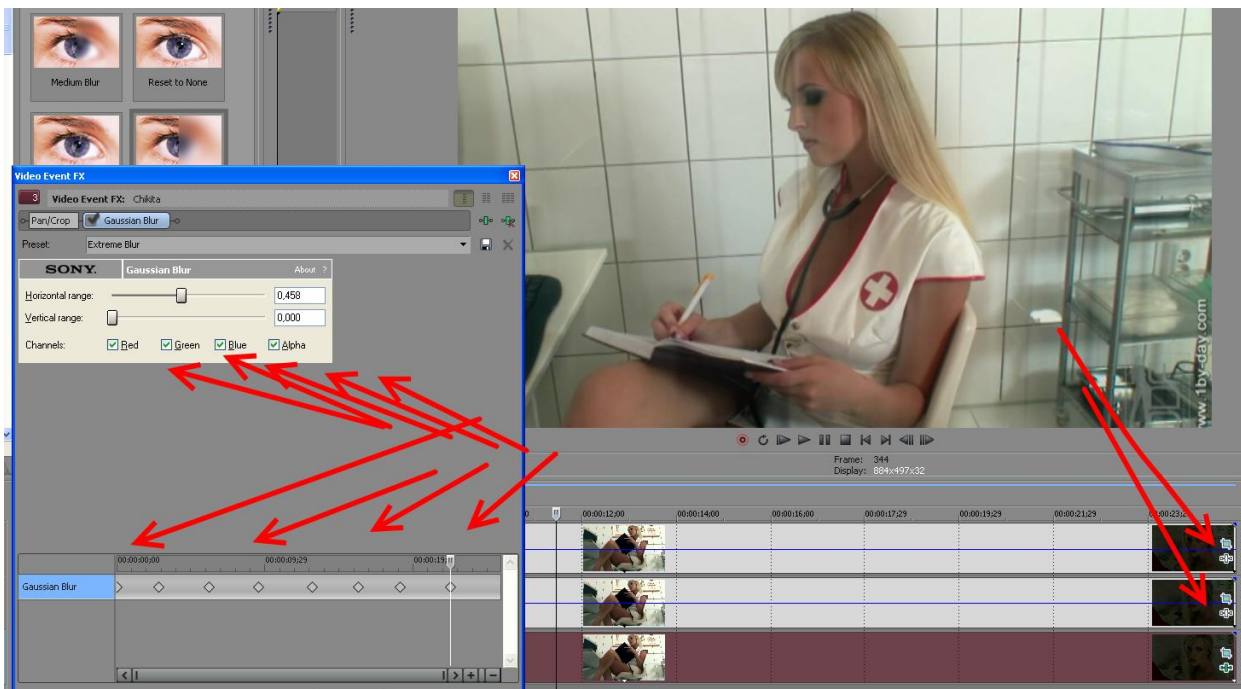 Medium Blur
Reset to None
Video Event FX
3 Video Event FX: Chikita
Pan/Crop Gaussian Blur
Preset: Extreme Blur
SONY. Gaussian Blur About ?
Horizontal range: 0,458
Vertical range: 0,000
Channels: Red Green Blue Alpha
www.1by-day.com
Frame: 344
Display: 884x497x32
00:00:12;00 00:00:14;00 00:00:16;00 00:00:17;29 00:00:19;29 00:00:21;29
00:00:00;00 00:00:09;29
Gaussian Blur